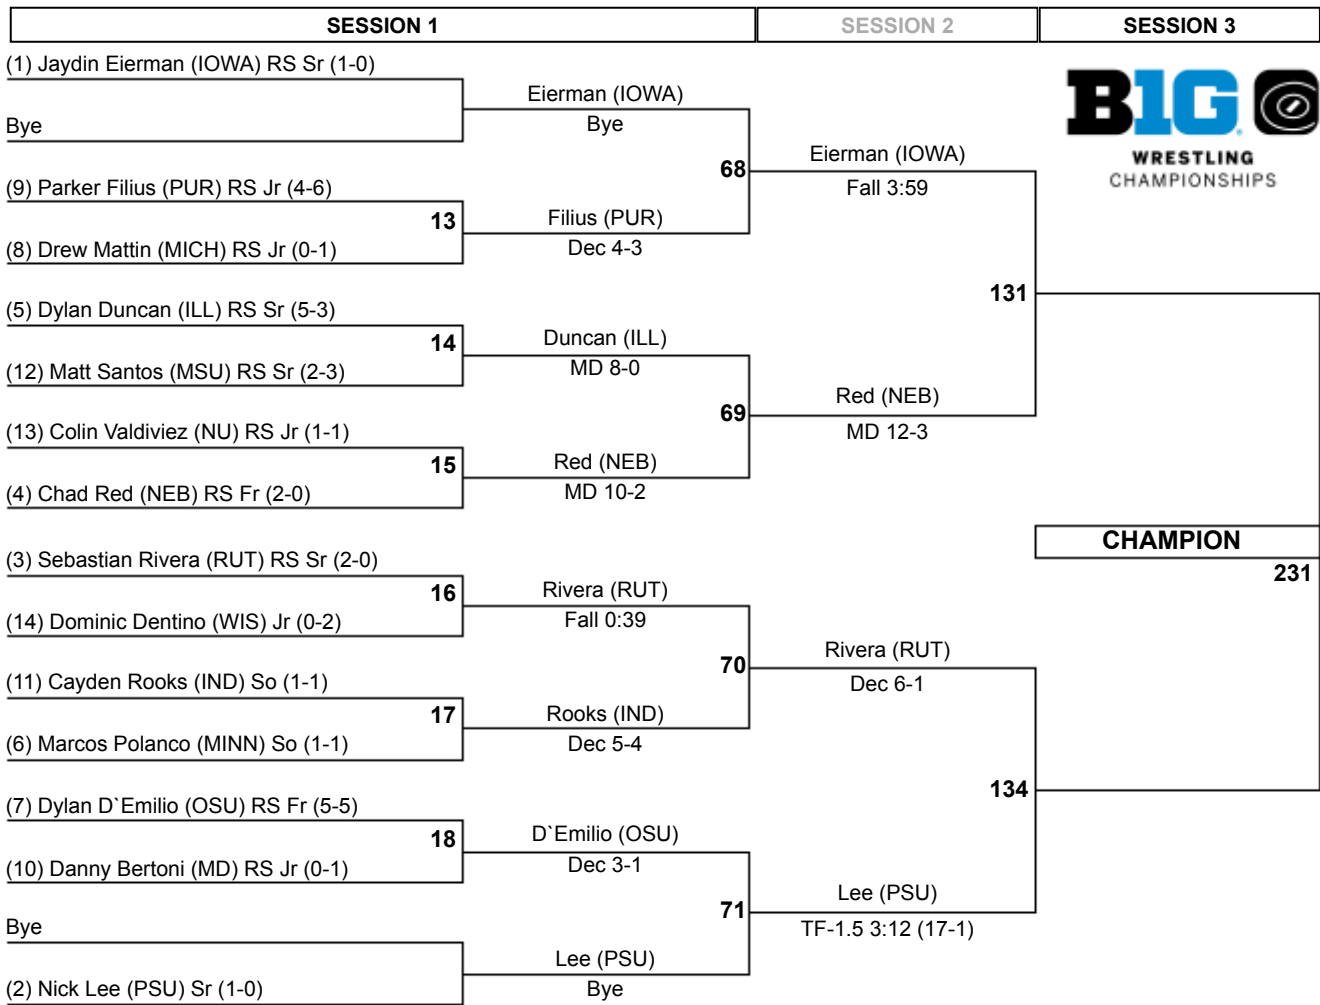 SESSION 1
SESSION 2
SESSION 3
(1) Jaydin Eierman (IOWA) RS Sr (1-0)
Bye
(9) Parker Filius (PUR) RS Jr (4-6)
13
(8) Drew Mattin (MICH) RS Jr (0-1)
(5) Dylan Duncan (ILL) RS Sr (5-3)
14
(12) Matt Santos (MSU) RS Sr (2-3)
(13) Colin Valdiviez (NU) RS Jr (1-1)
15
(4) Chad Red (NEB) RS Fr (2-0)
(3) Sebastian Rivera (RUT) RS Sr (2-0)
16
(14) Dominic Dentino (WIS) Jr (0-2)
(11) Cayden Rooks (IND) So (1-1)
17
(6) Marcos Polanco (MINN) So (1-1)
(7) Dylan D`Emilio (OSU) RS Fr (5-5)
18
(10) Danny Bertoni (MD) RS Jr (0-1)
Bye
(2) Nick Lee (PSU) Sr (1-0)
Eierman (IOWA)
Bye
68
Filius (PUR)
Dec 4-3
Duncan (ILL)
MD 8-0
69
Red (NEB)
MD 10-2
Rivera (RUT)
Fall 0:39
70
Rooks (IND)
Dec 5-4
D`Emilio (OSU)
Dec 3-1
71
Lee (PSU)
Bye
Eierman (IOWA)
Fall 3:59
131
Red (NEB)
MD 12-3
Rivera (RUT)
Dec 6-1
134
Lee (PSU)
TF-1.5 3:12 (17-1)
B1G
WRESTLING
CHAMPIONSHIPS
CHAMPION
231